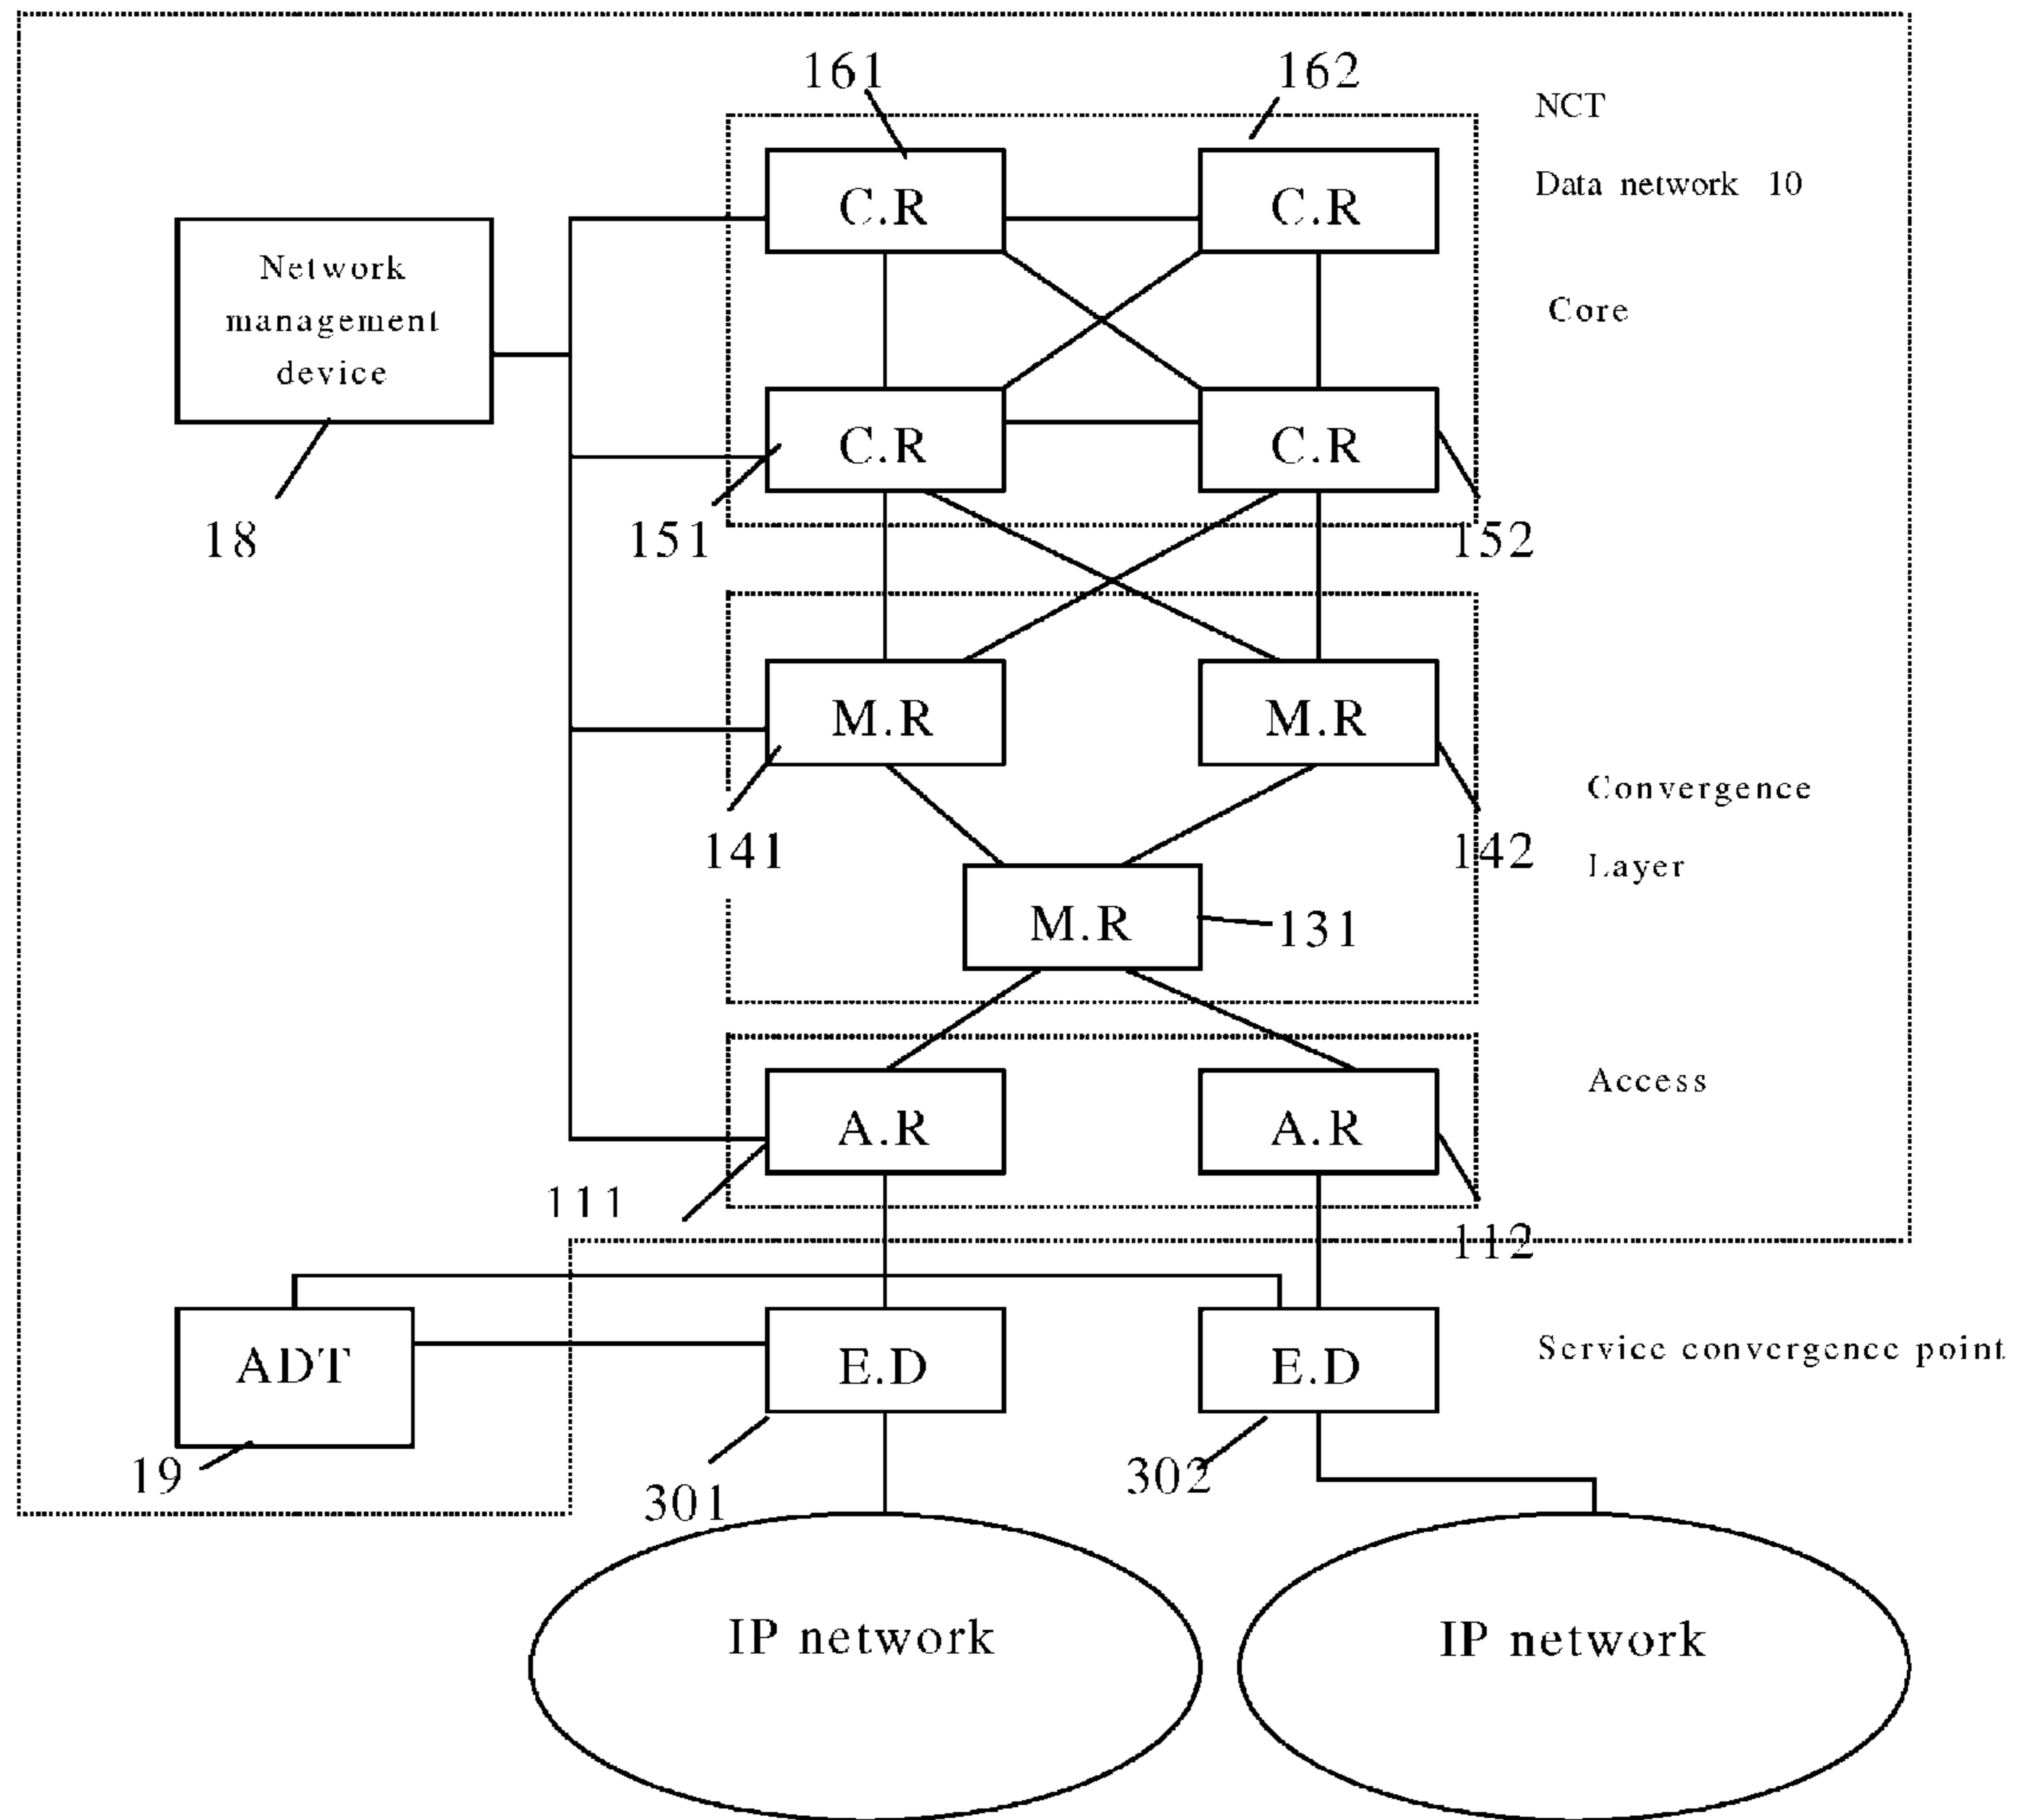 161
162
NCT
C.R
C.R
Data network 10
Network
management
device
Core
C.R
C.R
18
151
152
M.R
M.R
Convergence
141
142
Layer
M.R
131
Access
A.R
A.R
111
112
ADT
E.D
E.D
Service convergence point
19
301
302
IP network
IP network